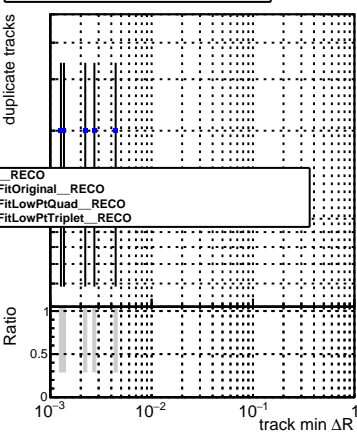 duplicate tracks
__RECO
FitOriginal__RECO
FitLowPtQuad__RECO
FitLowPtTriplet__RECO
Ratio
1
0.5
0
10⁻³ 10⁻² 10⁻¹ 1
track min ΔR